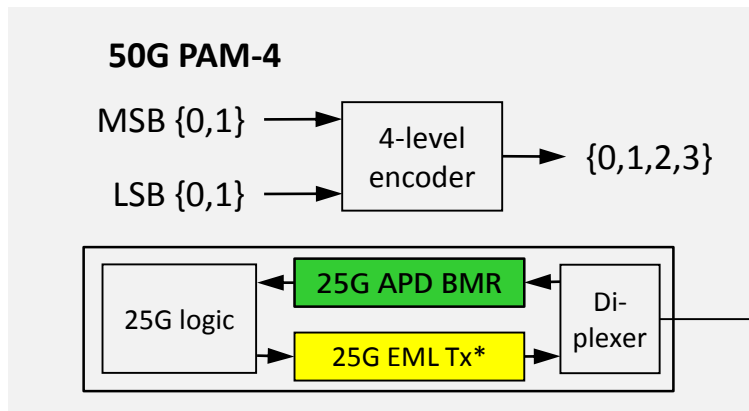 50G PAM-4
MSB {0,1}
LSB {0,1}
4-level
encoder
{0,1,2,3}
25G logic
25G APD BMR
25G EML Tx*
Di-
plexer